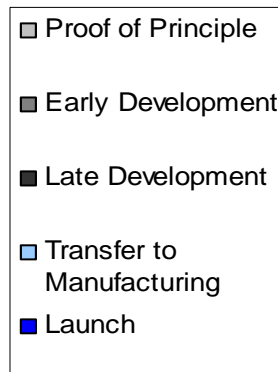 Proof of Principle
Early Development
Late Development
Transfer to
Manufacturing
Launch